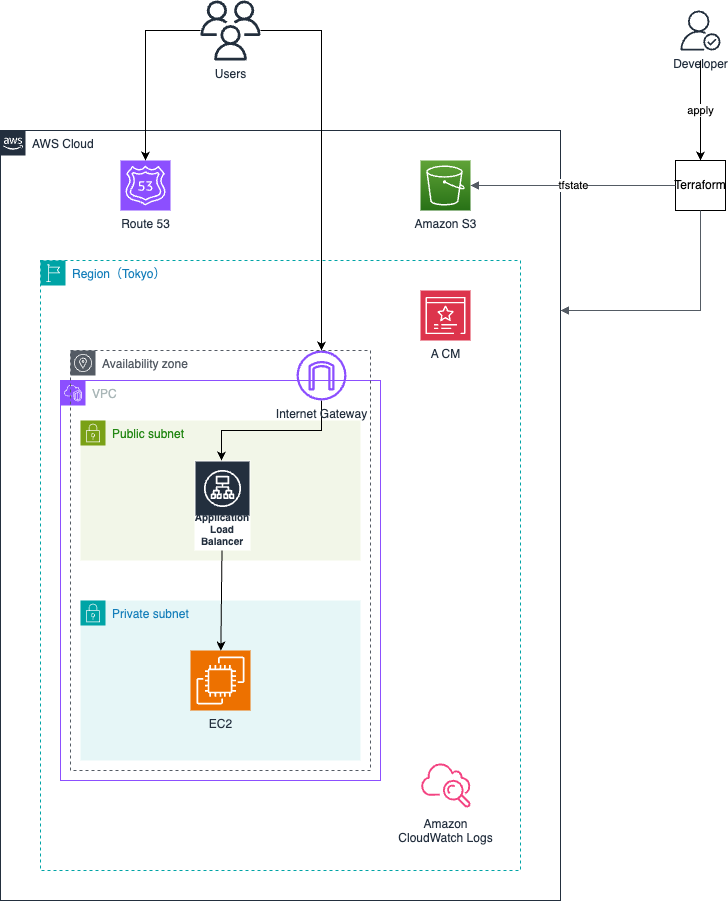 Users
Developer
apply
aws
AWS Cloud
53
Route 53
Amazon S3
tfstate
Terraform
Region（Tokyo）
A CM
Availability zone
VPC
Internet Gateway
Public subnet
Application
Load
Balancer
Private subnet
EC2
Amazon
CloudWatch Logs